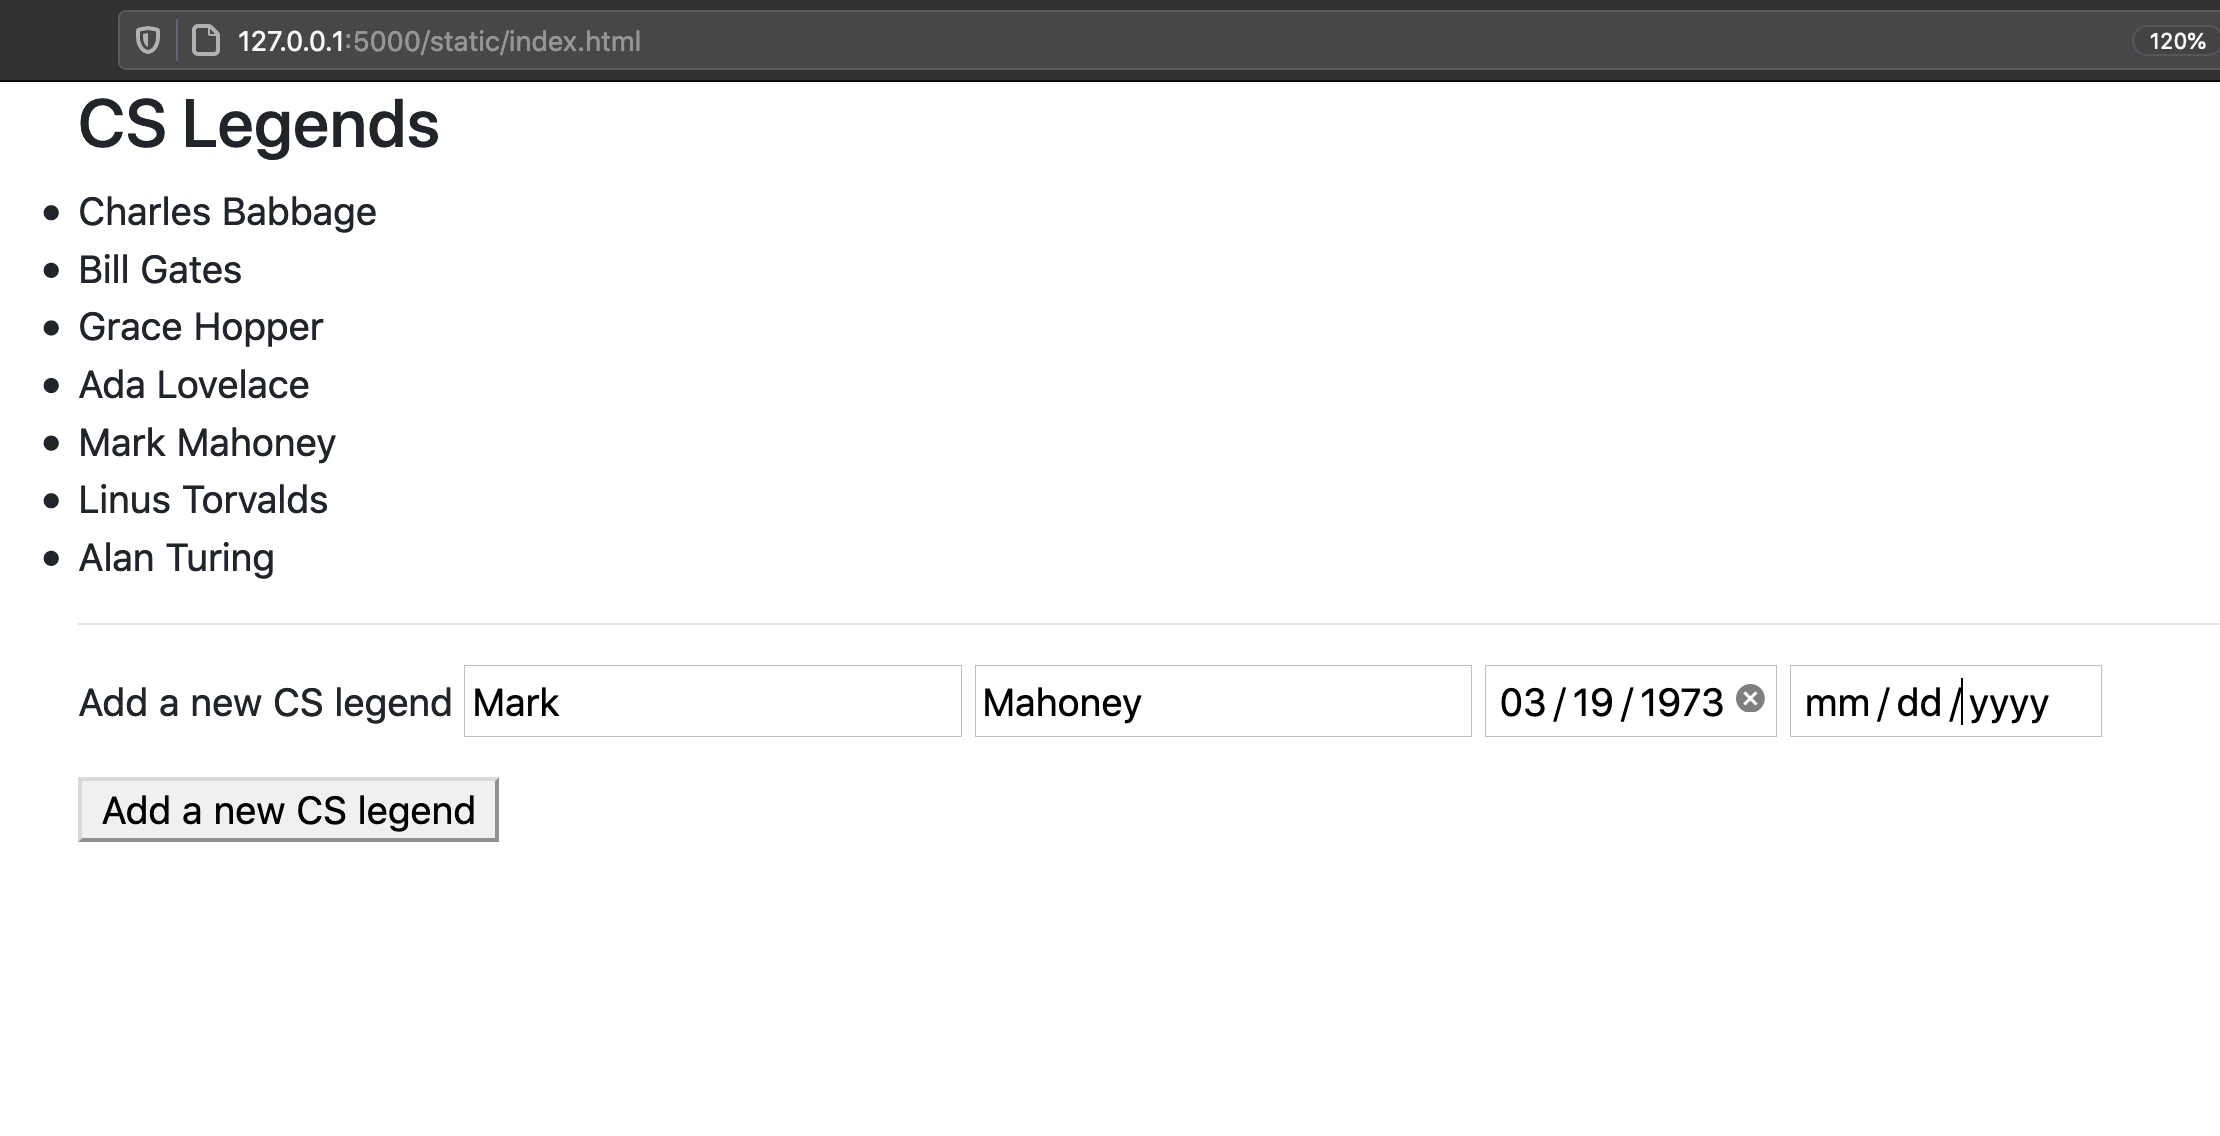 127.0.0.1:5000/static/index.html 120%
CS Legends
• Charles Babbage
• Bill Gates
• Grace Hopper
• Ada Lovelace
• Mark Mahoney
• Linus Torvalds
• Alan Turing
Add a new CS legend Mark Mahoney 03/19/1973 mm/dd/yyyy
Add a new CS legend